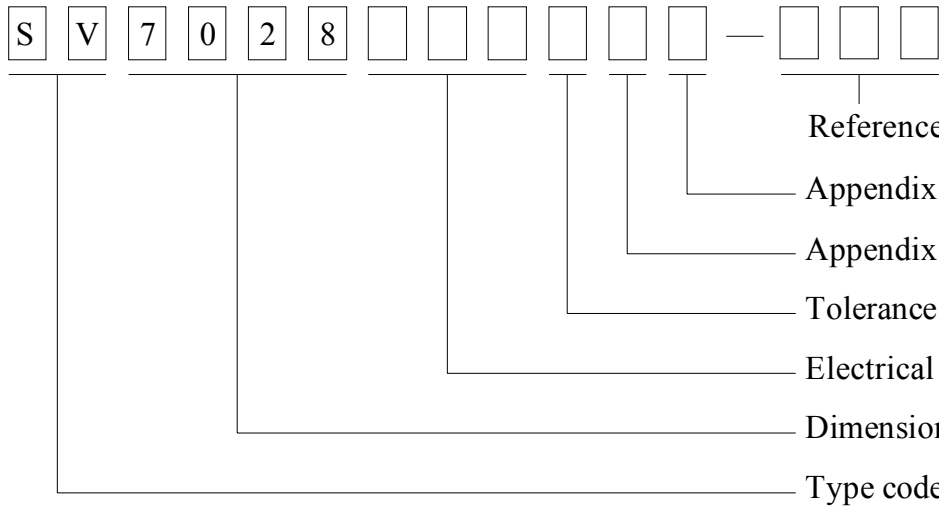 S V 7 0 2 8 —
Reference
Appendix
Appendix
Tolerance
Electrical
Dimension
Type code